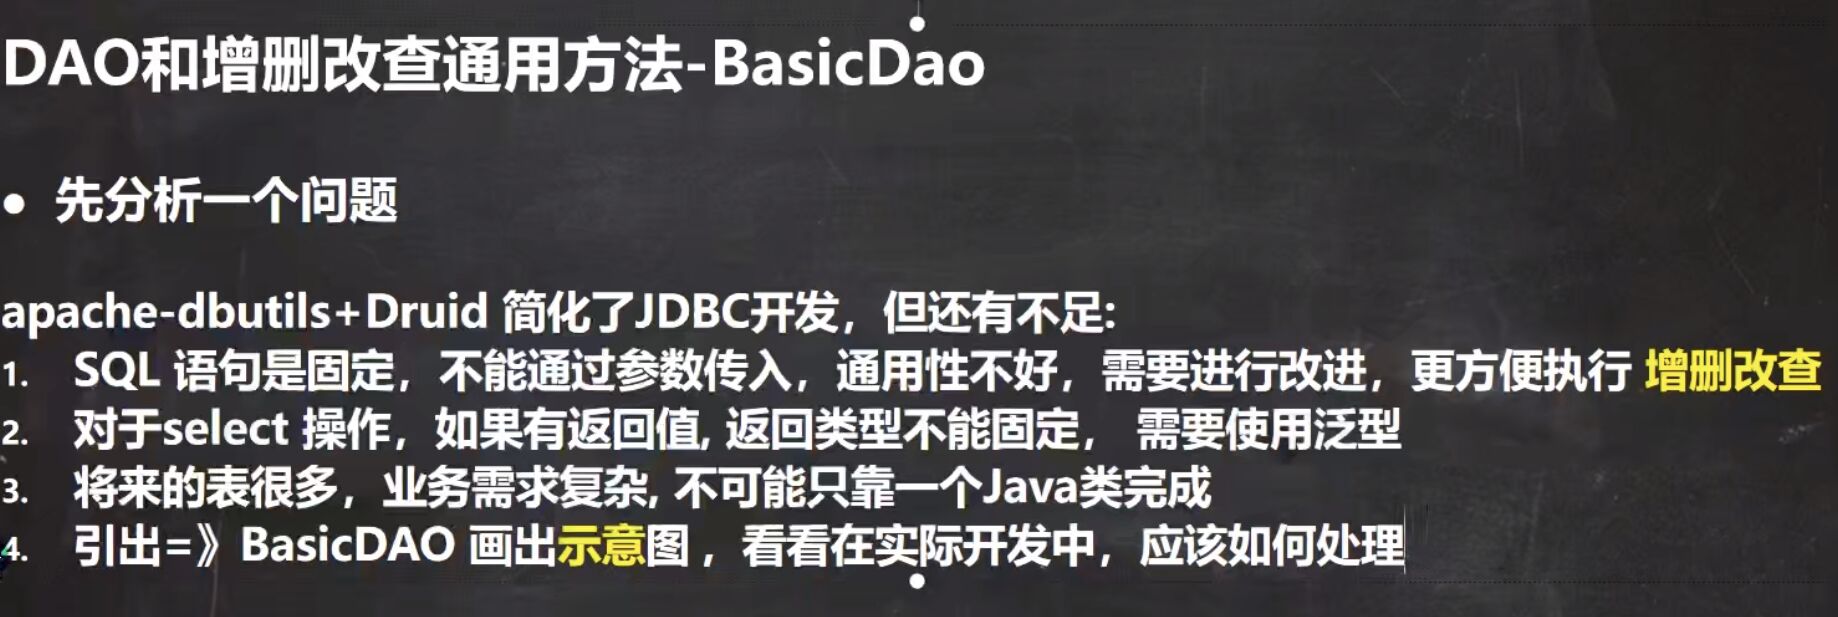 DAO和增删改查通用方法-BasicDao
● 先分析一个问题
apache-dbutils+Druid 简化了JDBC开发，但还有不足:
1. SQL 语句是固定，不能通过参数传入，通用性不好，需要进行改进，更方便执行 增删改查
2. 对于select 操作，如果有返回值, 返回类型不能固定， 需要使用泛型
3. 将来的表很多，业务需求复杂, 不可能只靠一个Java类完成
4. 引出=》BasicDAO 画出示意图 ，看看在实际开发中，应该如何处理